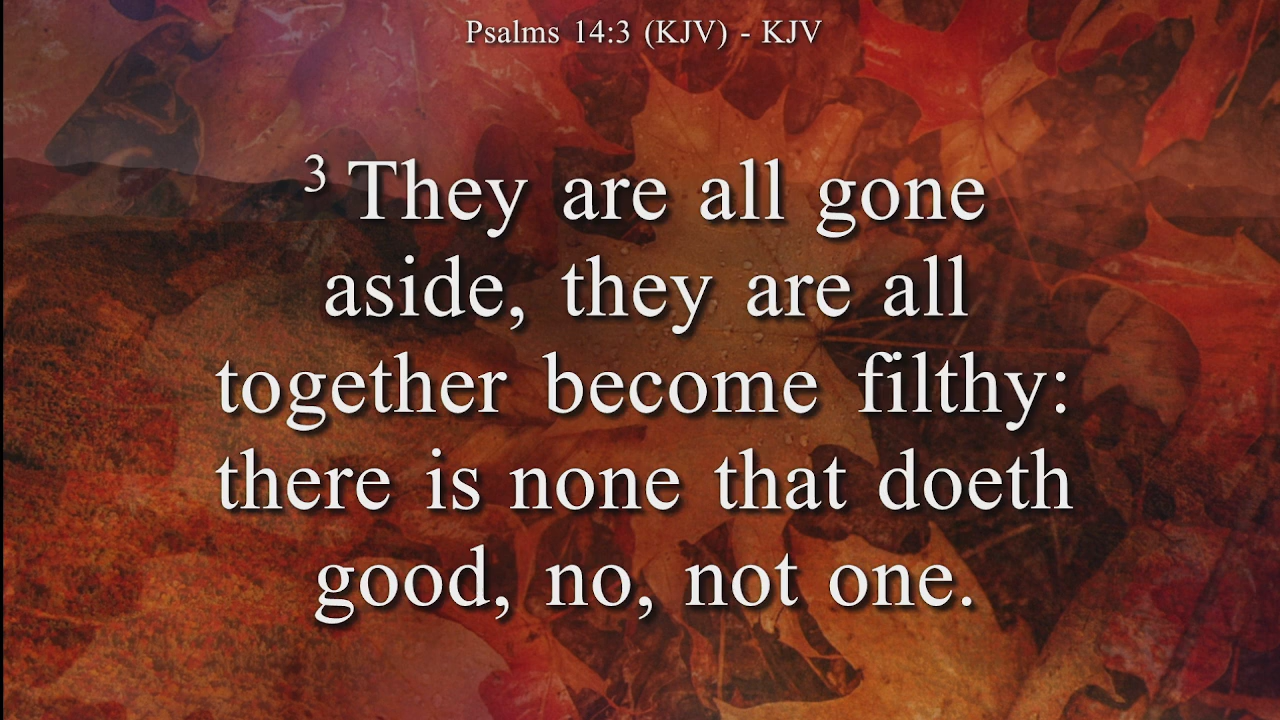 Psalms 14:3 (KJV) - KJV
3 They are all gone
aside, they are all
together become filthy:
there is none that doeth
good, no, not one.